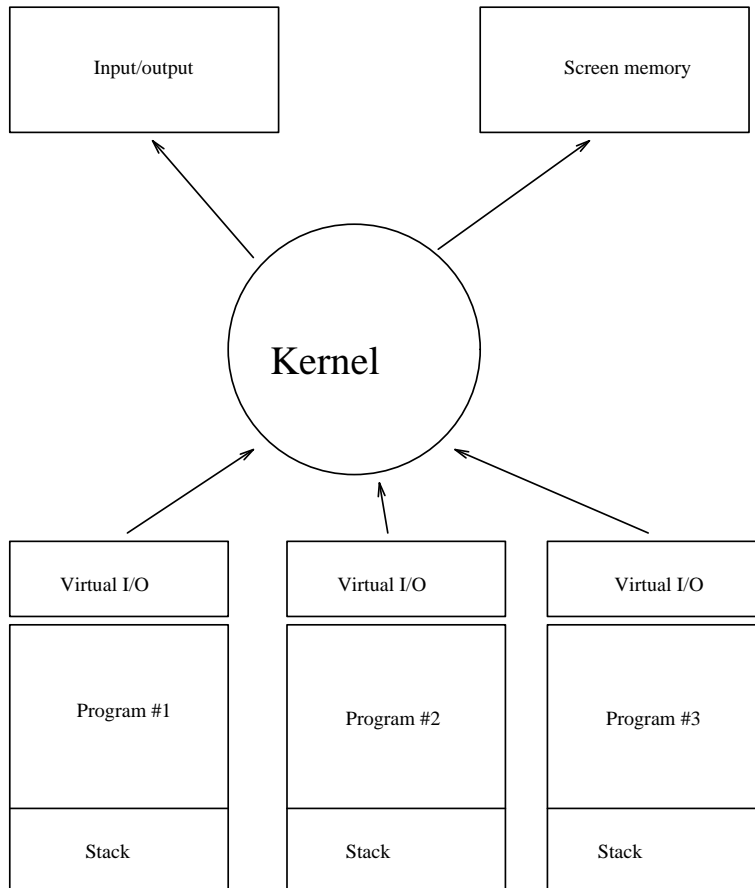 Input/output
Screen memory
Kernel
Virtual I/O
Virtual I/O
Virtual I/O
Program #1
Program #2
Program #3
Stack
Stack
Stack